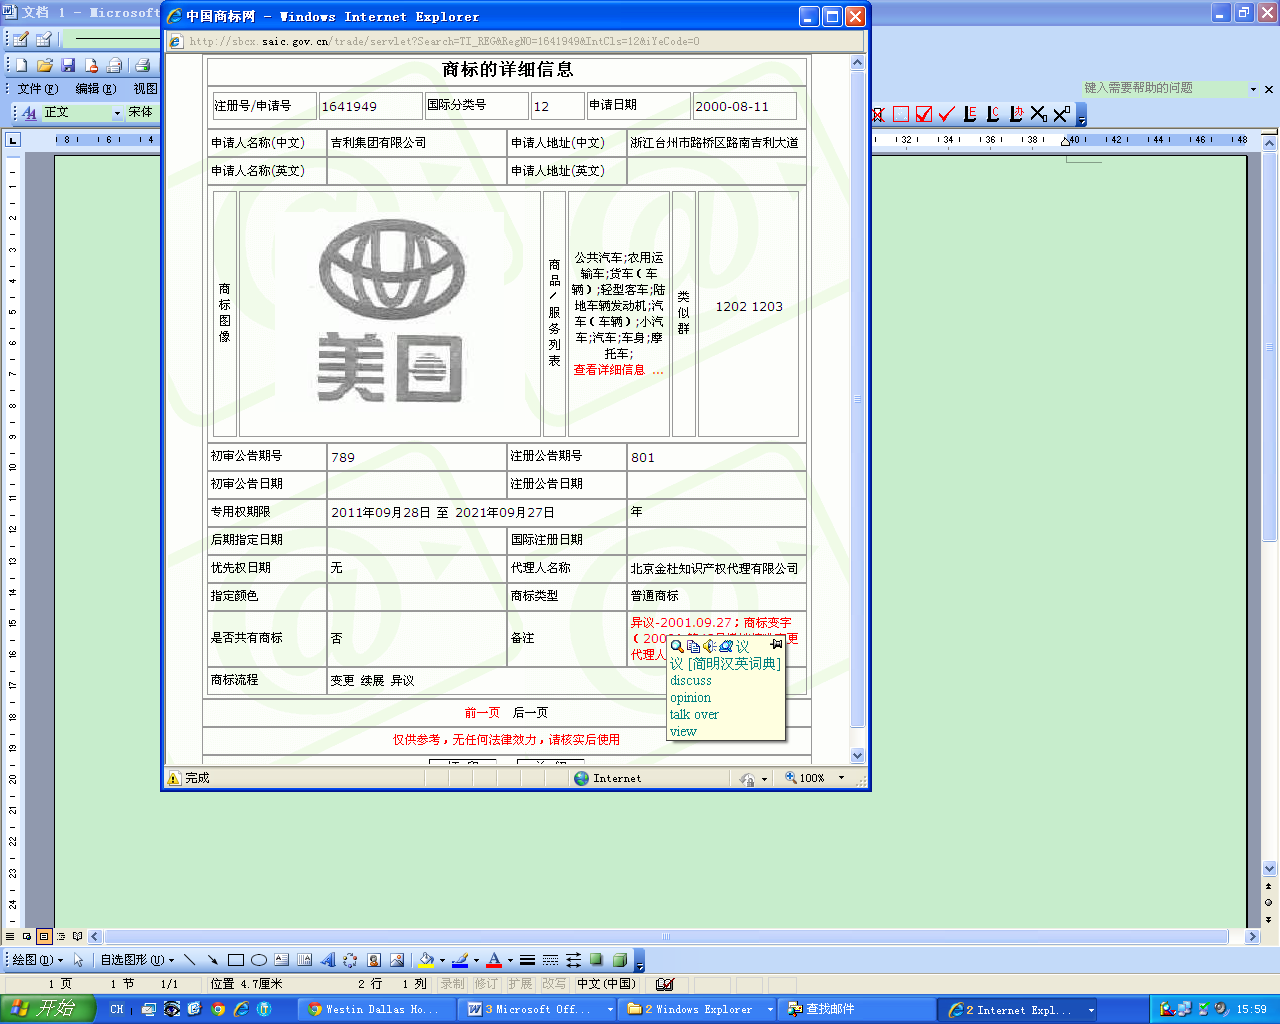 文档 1 - Microsoft
中国商标网 - Windows Internet Explorer
http://sbcx.saic.gov.cn/trade/servlet?Search=TI_REG&RegNO=1641949&IntCls=12&iYeCode=0
文件(F) 编辑(E) 视图
键入需要帮助的问题
正文 宋体
商标的详细信息
注册号/申请号 1641949 国际分类号 12 申请日期 2000-08-11
申请人名称(中文) 吉利集团有限公司 申请人地址(中文) 浙江台州市路桥区路南吉利大道
申请人名称(英文) 申请人地址(英文)
商标图像
美日
商品/服务列表
公共汽车;农用运
输车;货车(车
辆);轻型客车;陆
地车辆发动机;汽
车(车辆);小汽
车;汽车;车身;摩
托车;
查看详细信息 ...
类似群
1202 1203
初审公告期号 789 注册公告期号 801
初审公告日期 注册公告日期
专用权期限 2011年09月28日 至 2021年09月27日 年
后期指定日期 国际注册日期
优先权日期 无 代理人名称 北京金杜知识产权代理有限公司
指定颜色 商标类型 普通商标
是否共有商标 否 备注
异议-2001.09.27；商标变字
更
代理人
议
议 [简明汉英词典]
discuss
opinion
talk over
view
商标流程 变更 续展 异议
前一页 后一页
仅供参考，无任何法律效力，请核实后使用
完成 Internet 100%
绘图(D) 自选图形(U)
1 页 1 节 1/1 位置 4.7厘米 2 行 1 列 录制 修订 扩展 改写 中文(中国)
开始 CH Westin Dallas Ho... 3 Microsoft Off... 2 Windows Explorer 查找邮件 2 Internet Expl... 15:59